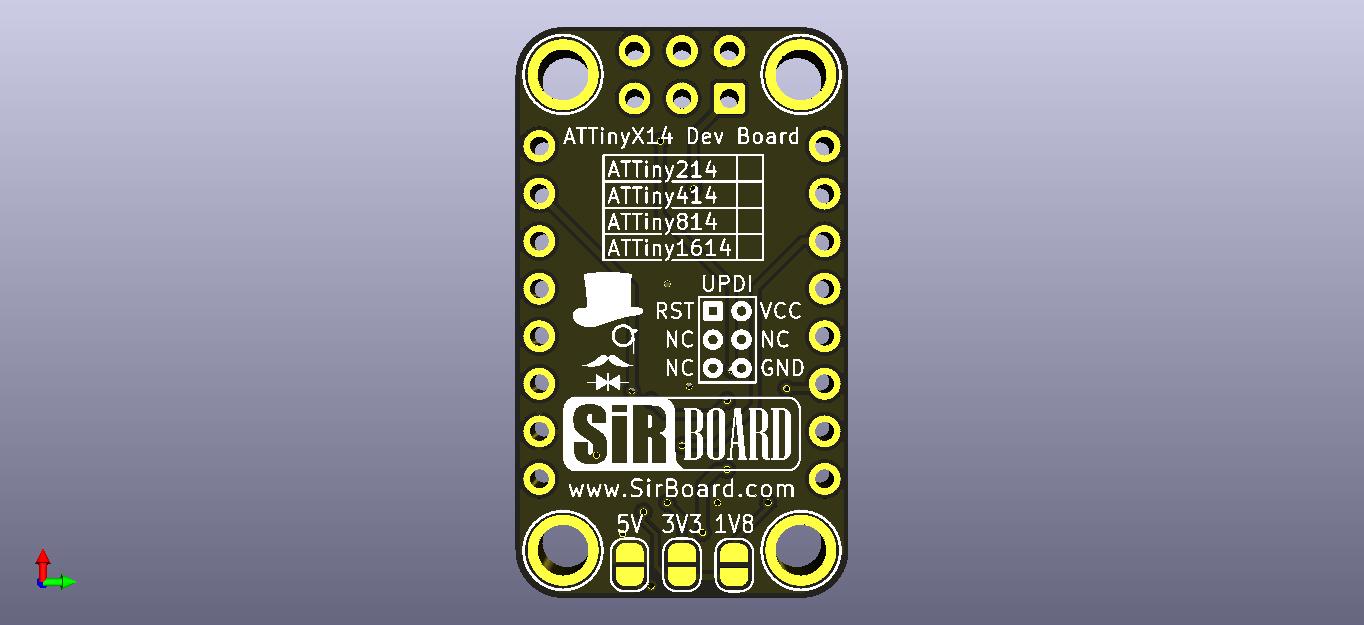 ATTinyX14 Dev Board
ATTiny214
ATTiny414
ATTiny814
ATTiny1614
UPDI
RST VCC
NC NC
NC GND
SiR BOARD
www.SirBoard.com
5V 3V3 1V8